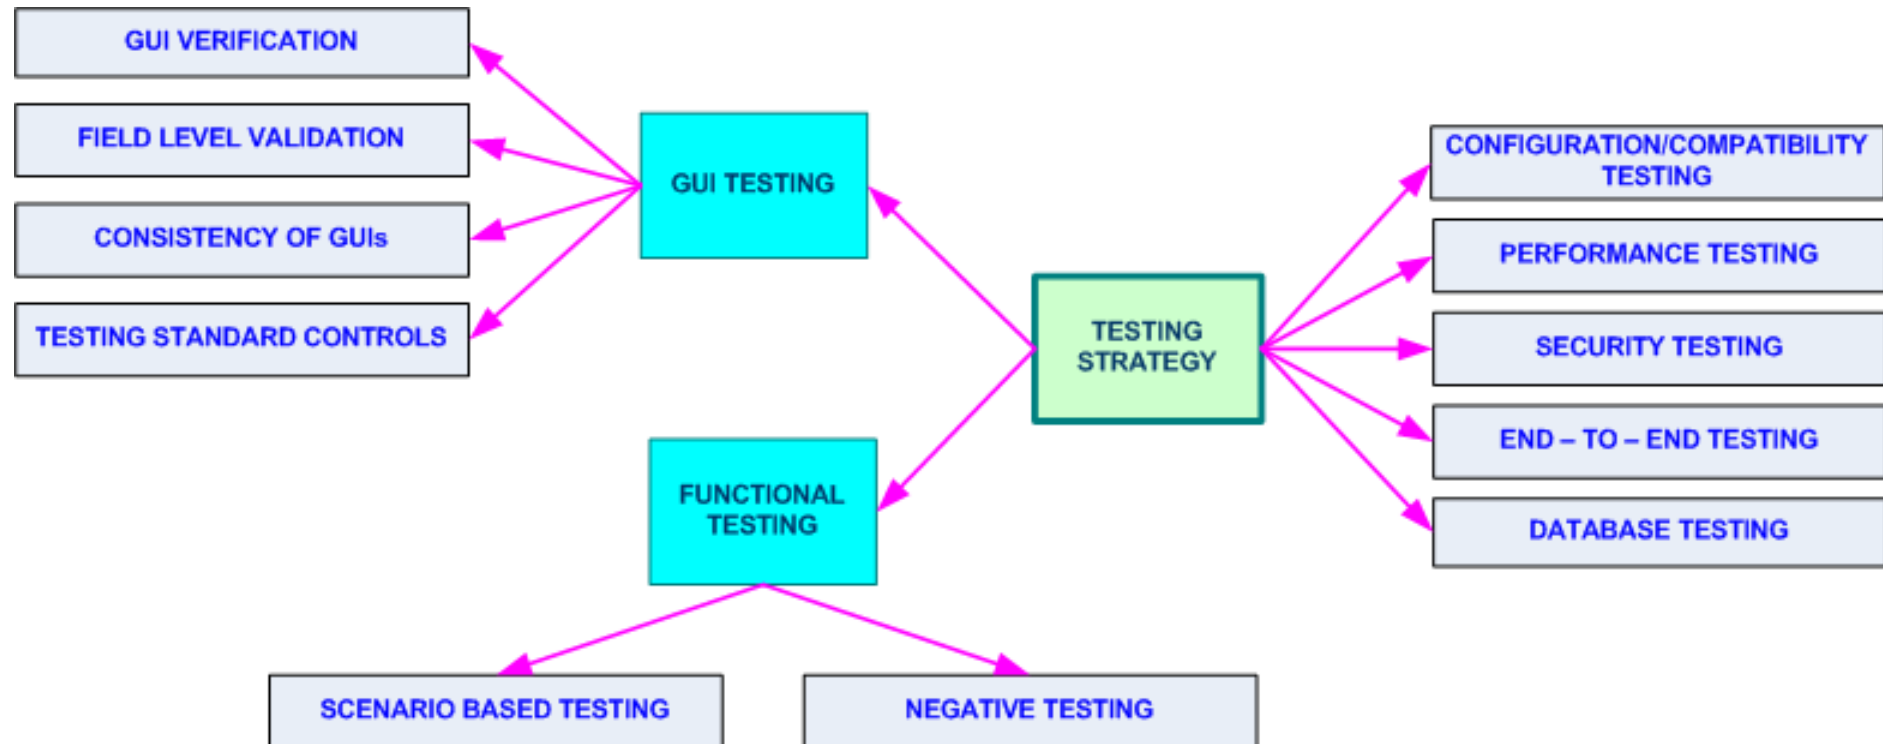 GUI VERIFICATION
FIELD LEVEL VALIDATION
CONSISTENCY OF GUIs
TESTING STANDARD CONTROLS
GUI TESTING
FUNCTIONAL
TESTING
SCENARIO BASED TESTING
NEGATIVE TESTING
TESTING
STRATEGY
CONFIGURATION/COMPATIBILITY
TESTING
PERFORMANCE TESTING
SECURITY TESTING
END – TO – END TESTING
DATABASE TESTING